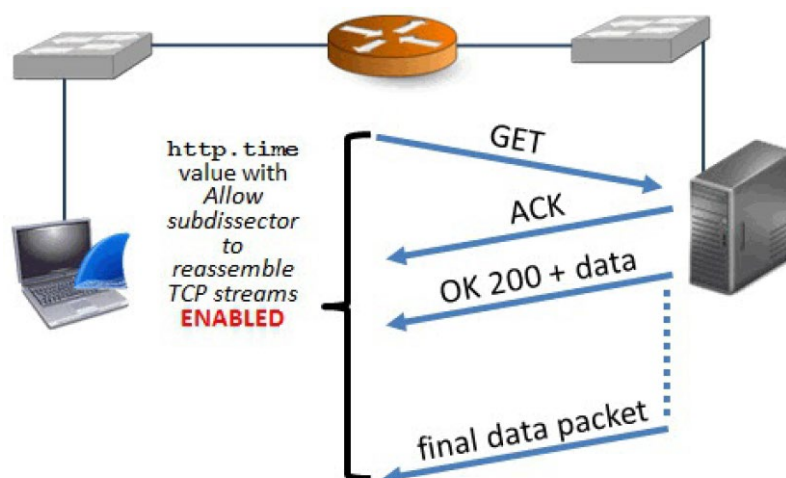 http.time
value with
Allow
subdissector
to
reassemble
TCP streams
ENABLED
GET
ACK
OK 200 + data
final data packet